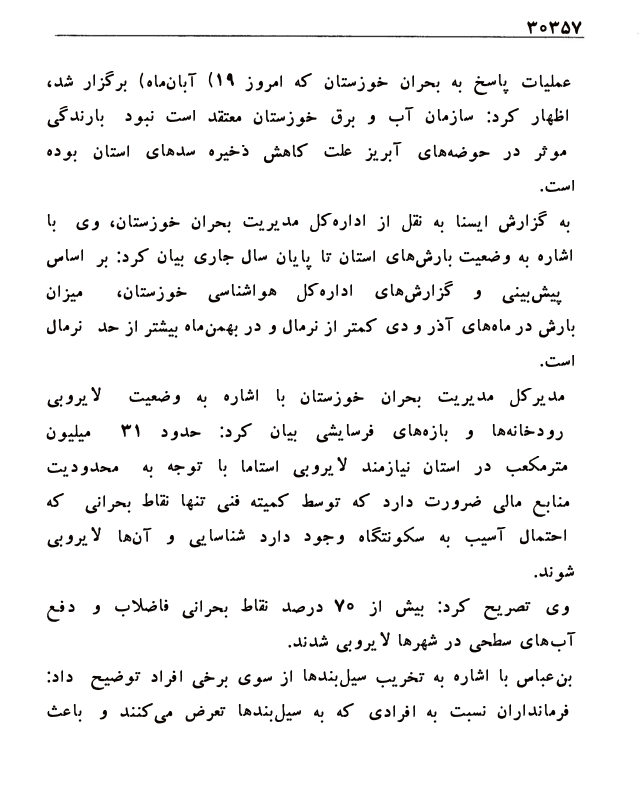 ۳۰۳۵۷
عملیات پاسخ به بحران خوزستان که امروز ۱۹) آبان‌ماه) برگزار شد،
اظهار کرد: سازمان آب و برق خوزستان معتقد است نبود بارندگی
موثر در حوضه‌های آبریز علت کاهش ذخیره سدهای استان بوده
است.
به گزارش ایسنا به نقل از اداره‌کل مدیریت بحران خوزستان، وی با
اشاره به وضعیت بارش‌های استان تا پایان سال جاری بیان کرد: بر اساس
پیش‌بینی و گزارش‌های اداره‌کل هواشناسی خوزستان، میزان
بارش در ماه‌های آذر و دی کمتر از نرمال و در بهمن‌ماه بیشتر از حد نرمال
است.
مدیرکل مدیریت بحران خوزستان با اشاره به وضعیت لایروبی
رودخانه‌ها و بازه‌های فرسایشی بیان کرد: حدود ۳۱ میلیون
مترمکعب در استان نیازمند لایروبی استاما با توجه به محدودیت
منابع مالی ضرورت دارد که توسط کمیته فنی تنها نقاط بحرانی که
احتمال آسیب به سکونتگاه وجود دارد شناسایی و آن‌ها لایروبی
شوند.
وی تصریح کرد: بیش از ۷۰ درصد نقاط بحرانی فاضلاب و دفع
آب‌های سطحی در شهرها لایروبی شدند.
بن‌عباس با اشاره به تخریب سیل‌بندها از سوی برخی افراد توضیح داد:
فرمانداران نسبت به افرادی که به سیل‌بندها تعرض می‌کنند و باعث